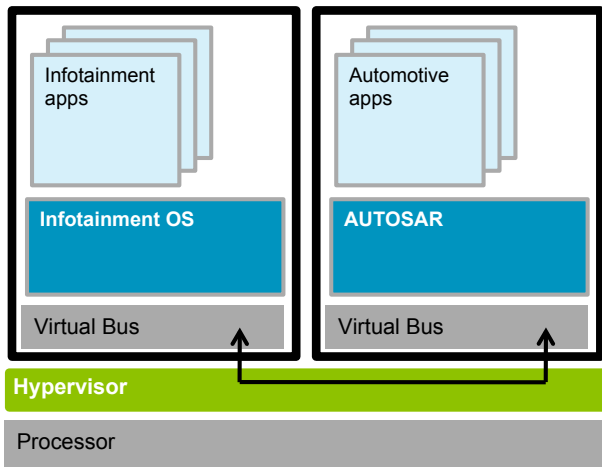 Infotainment
apps
Automotive
apps
Infotainment OS
AUTOSAR
Virtual Bus
Virtual Bus
Hypervisor
Processor